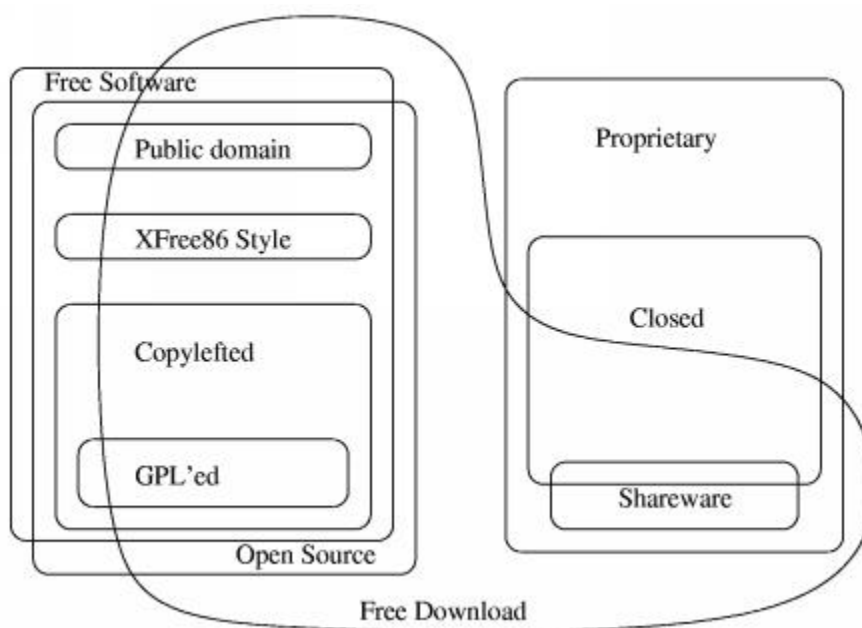 Free Software
Public domain
XFree86 Style
Copylefted
GPL'ed
Open Source
Proprietary
Closed
Shareware
Free Download